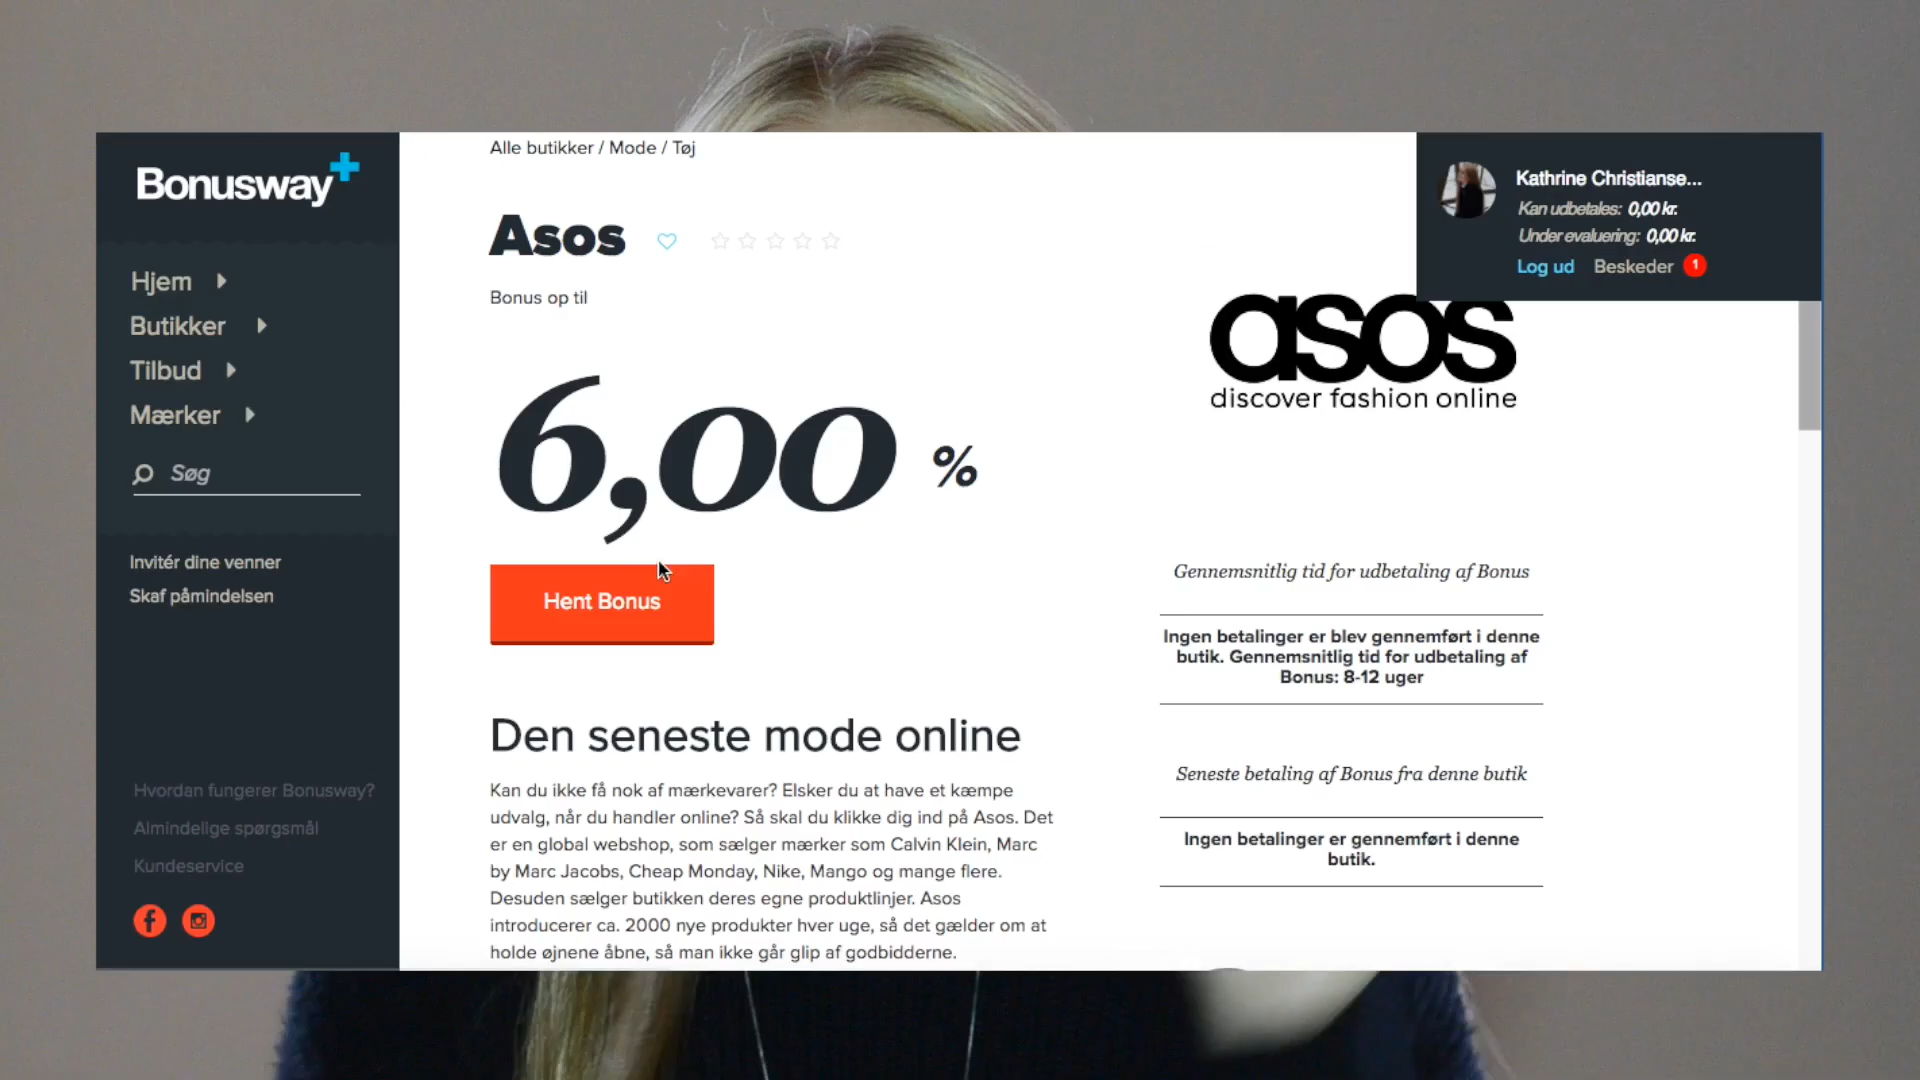 Bonusway
Hjem
Butikker
Tilbud
Mærker
Søg
Invitér dine venner
Skaf påmindelsen
Hvordan fungerer Bonusway?
Almindelige spørgsmål
Kundeservice
Alle butikker / Mode / Tøj
Asos
Bonus op til
6,00 %
Hent Bonus
Den seneste mode online
Kan du ikke få nok af mærkevarer? Elsker du at have et kæmpe
udvalg, når du handler online? Så skal du klikke dig ind på Asos. Det
er en global webshop, som sælger mærker som Calvin Klein, Marc
by Marc Jacobs, Cheap Monday, Nike, Mango og mange flere.
Desuden sælger butikken deres egne produktlinjer. Asos
introducerer ca. 2000 nye produkter hver uge, så det gælder om at
holde øjnene åbne, så man ikke går glip af godbidderne.
Kathrine Christianse...
Kan udbetales: 0,00 kr.
Under evaluering: 0,00 kr.
Log ud Beskeder 1
asos
discover fashion online
Gennemsnitlig tid for udbetaling af Bonus
Ingen betalinger er blev gennemført i denne
butik. Gennemsnitlig tid for udbetaling af
Bonus: 8-12 uger
Seneste betaling af Bonus fra denne butik
Ingen betalinger er gennemført i denne
butik.